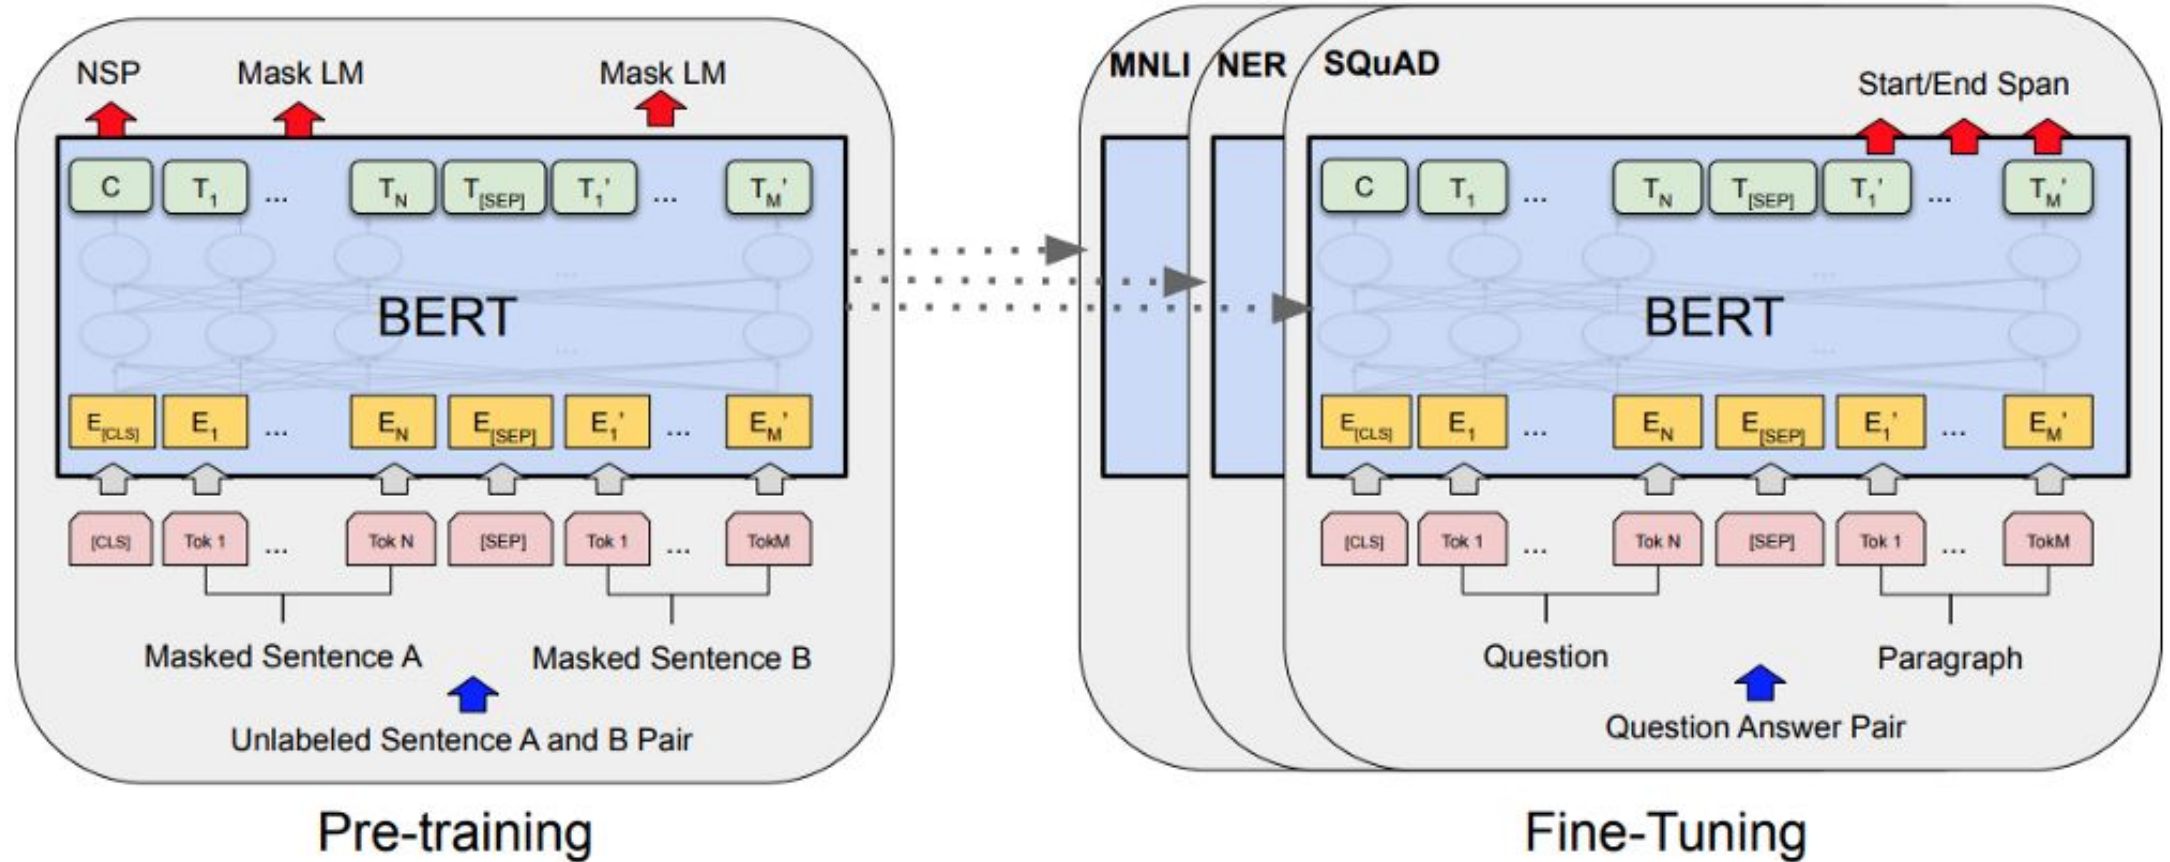 NSP Mask LM Mask LM
C T1 ... TN T[SEP] T1’ ... TM’
...
BERT
...
E[CLS] E1 ... EN E[SEP] E1’ ... EM’
[CLS] Tok 1 ... Tok N [SEP] Tok 1 ... TokM
Masked Sentence A Masked Sentence B
Unlabeled Sentence A and B Pair
Pre-training
MNLI NER SQuAD
Start/End Span
C T1 ... TN T[SEP] T1’ ... TM’
...
BERT
...
E[CLS] E1 ... EN E[SEP] E1’ ... EM’
[CLS] Tok 1 ... Tok N [SEP] Tok 1 ... TokM
Question Paragraph
Question Answer Pair
Fine-Tuning